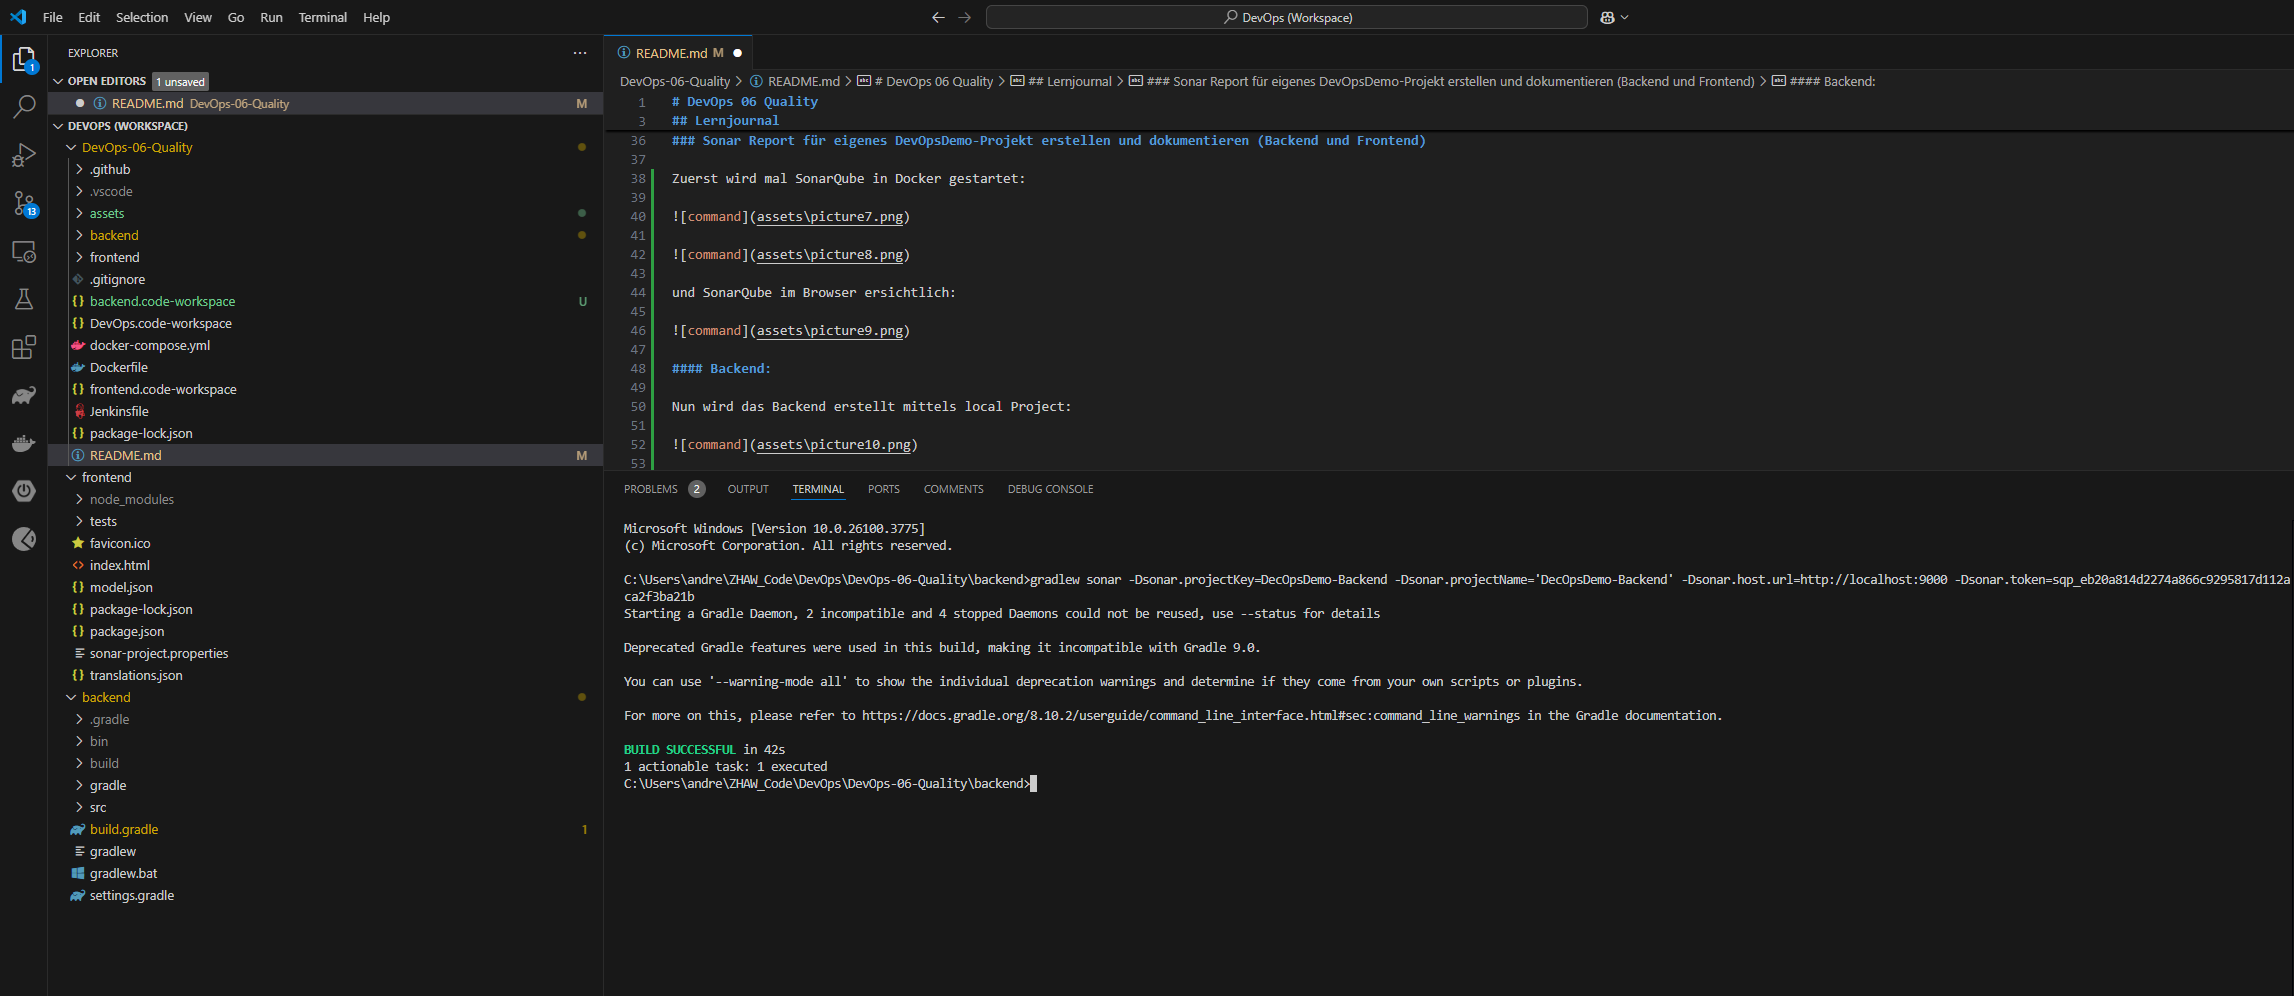 File Edit Selection View Go Run Terminal Help
DevOps (Workspace)
EXPLORER
OPEN EDITORS 1 unsaved
README.md DevOps-06-Quality M
DEVOPS (WORKSPACE)
DevOps-06-Quality
.github
.vscode
assets
backend
frontend
.gitignore
backend.code-workspace U
DevOps.code-workspace
docker-compose.yml
Dockerfile
frontend.code-workspace
Jenkinsfile
package-lock.json
README.md M
frontend
node_modules
tests
favicon.ico
index.html
model.json
package-lock.json
package.json
sonar-project.properties
translations.json
backend
.gradle
bin
build
gradle
src
build.gradle 1
gradlew
gradlew.bat
settings.gradle
1
13
README.md M
DevOps-06-Quality > README.md > # DevOps 06 Quality > ## Lernjournal > ### Sonar Report für eigenes DevOpsDemo-Projekt erstellen und dokumentieren (Backend und Frontend) > #### Backend:
1 # DevOps 06 Quality
3 ## Lernjournal
36 ### Sonar Report für eigenes DevOpsDemo-Projekt erstellen und dokumentieren (Backend und Frontend)
37
38 Zuerst wird mal SonarQube in Docker gestartet:
39
40 ![command](assets\picture7.png)
41
42 ![command](assets\picture8.png)
43
44 und SonarQube im Browser ersichtlich:
45
46 ![command](assets\picture9.png)
47
48 #### Backend:
49
50 Nun wird das Backend erstellt mittels local Project:
51
52 ![command](assets\picture10.png)
53
PROBLEMS 2 OUTPUT TERMINAL PORTS COMMENTS DEBUG CONSOLE
Microsoft Windows [Version 10.0.26100.3775]
(c) Microsoft Corporation. All rights reserved.
C:\Users\andre\ZHAW_Code\DevOps\DevOps-06-Quality\backend>gradlew sonar -Dsonar.projectKey=DecOpsDemo-Backend -Dsonar.projectName='DecOpsDemo-Backend' -Dsonar.host.url=http://localhost:9000 -Dsonar.token=sqp_eb20a814d2274a866c9295817d112a
ca2f3ba21b
Starting a Gradle Daemon, 2 incompatible and 4 stopped Daemons could not be reused, use --status for details
Deprecated Gradle features were used in this build, making it incompatible with Gradle 9.0.
You can use '--warning-mode all' to show the individual deprecation warnings and determine if they come from your own scripts or plugins.
For more on this, please refer to https://docs.gradle.org/8.10.2/userguide/command_line_interface.html#sec:command_line_warnings in the Gradle documentation.
BUILD SUCCESSFUL in 42s
1 actionable task: 1 executed
C:\Users\andre\ZHAW_Code\DevOps\DevOps-06-Quality\backend>